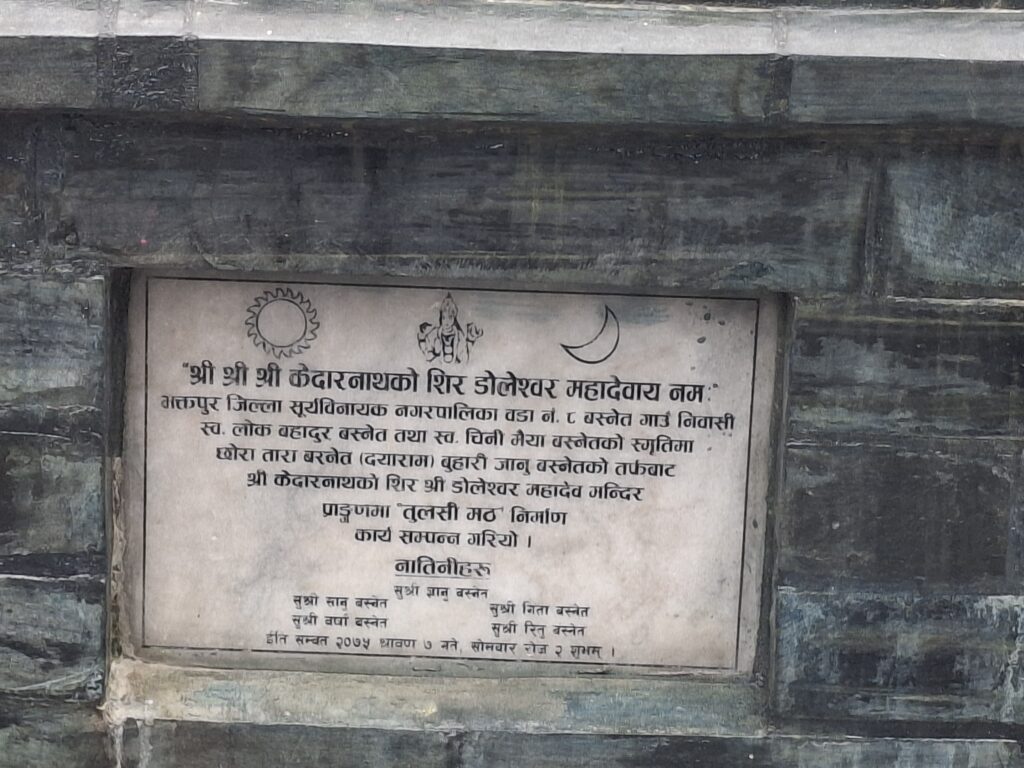 "श्री श्री श्री केदारनाथको शिर डोलेश्वर महादेवाय नमः"
भक्तपुर जिल्ला सूर्यविनायक नगरपालिका वडा नं. ८ बस्नेत गाउँ निवासी
स्व. लोक बहादुर बस्नेत तथा स्व. चिनी मैया बस्नेतको स्मृतिमा
छोरा तारा बस्नेत (दयाराम) बुहारी जानु बस्नेतको तर्फबाट
श्री केदारनाथको शिर श्री डोलेश्वर महादेव मन्दिर
प्राङ्गणमा "तुलसी मठ" निर्माण
कार्य सम्पन्न गरियो ।
नातिनीहरू
सुश्री ज्ञानु बस्नेत
सुश्री सानु बस्नेत सुश्री गिता बस्नेत
सुश्री वर्षा बस्नेत सुश्री रितु बस्नेत
ईति सम्वत २०७५ श्रावण ७ गते, सोमवार रोज २ शुभम् ।